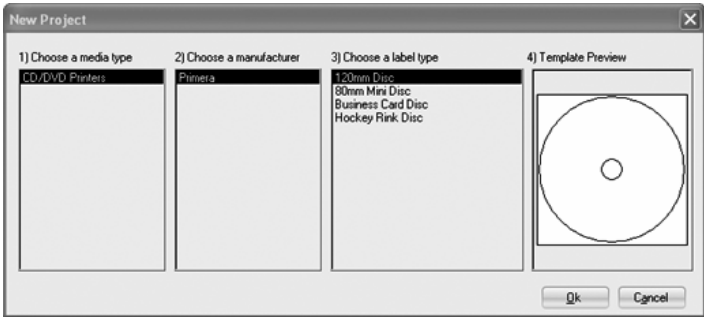 New Project
1) Choose a media type
CD/DVD Printers
2) Choose a manufacturer
Primera
3) Choose a label type
120mm Disc
80mm Mini Disc
Business Card Disc
Hockey Rink Disc
4) Template Preview
Ok
Cancel